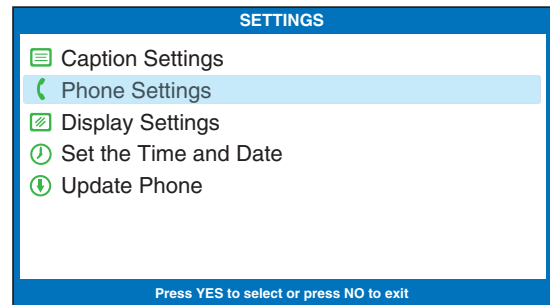 SETTINGS
Caption Settings
Phone Settings
Display Settings
Set the Time and Date
Update Phone
Press YES to select or press NO to exit